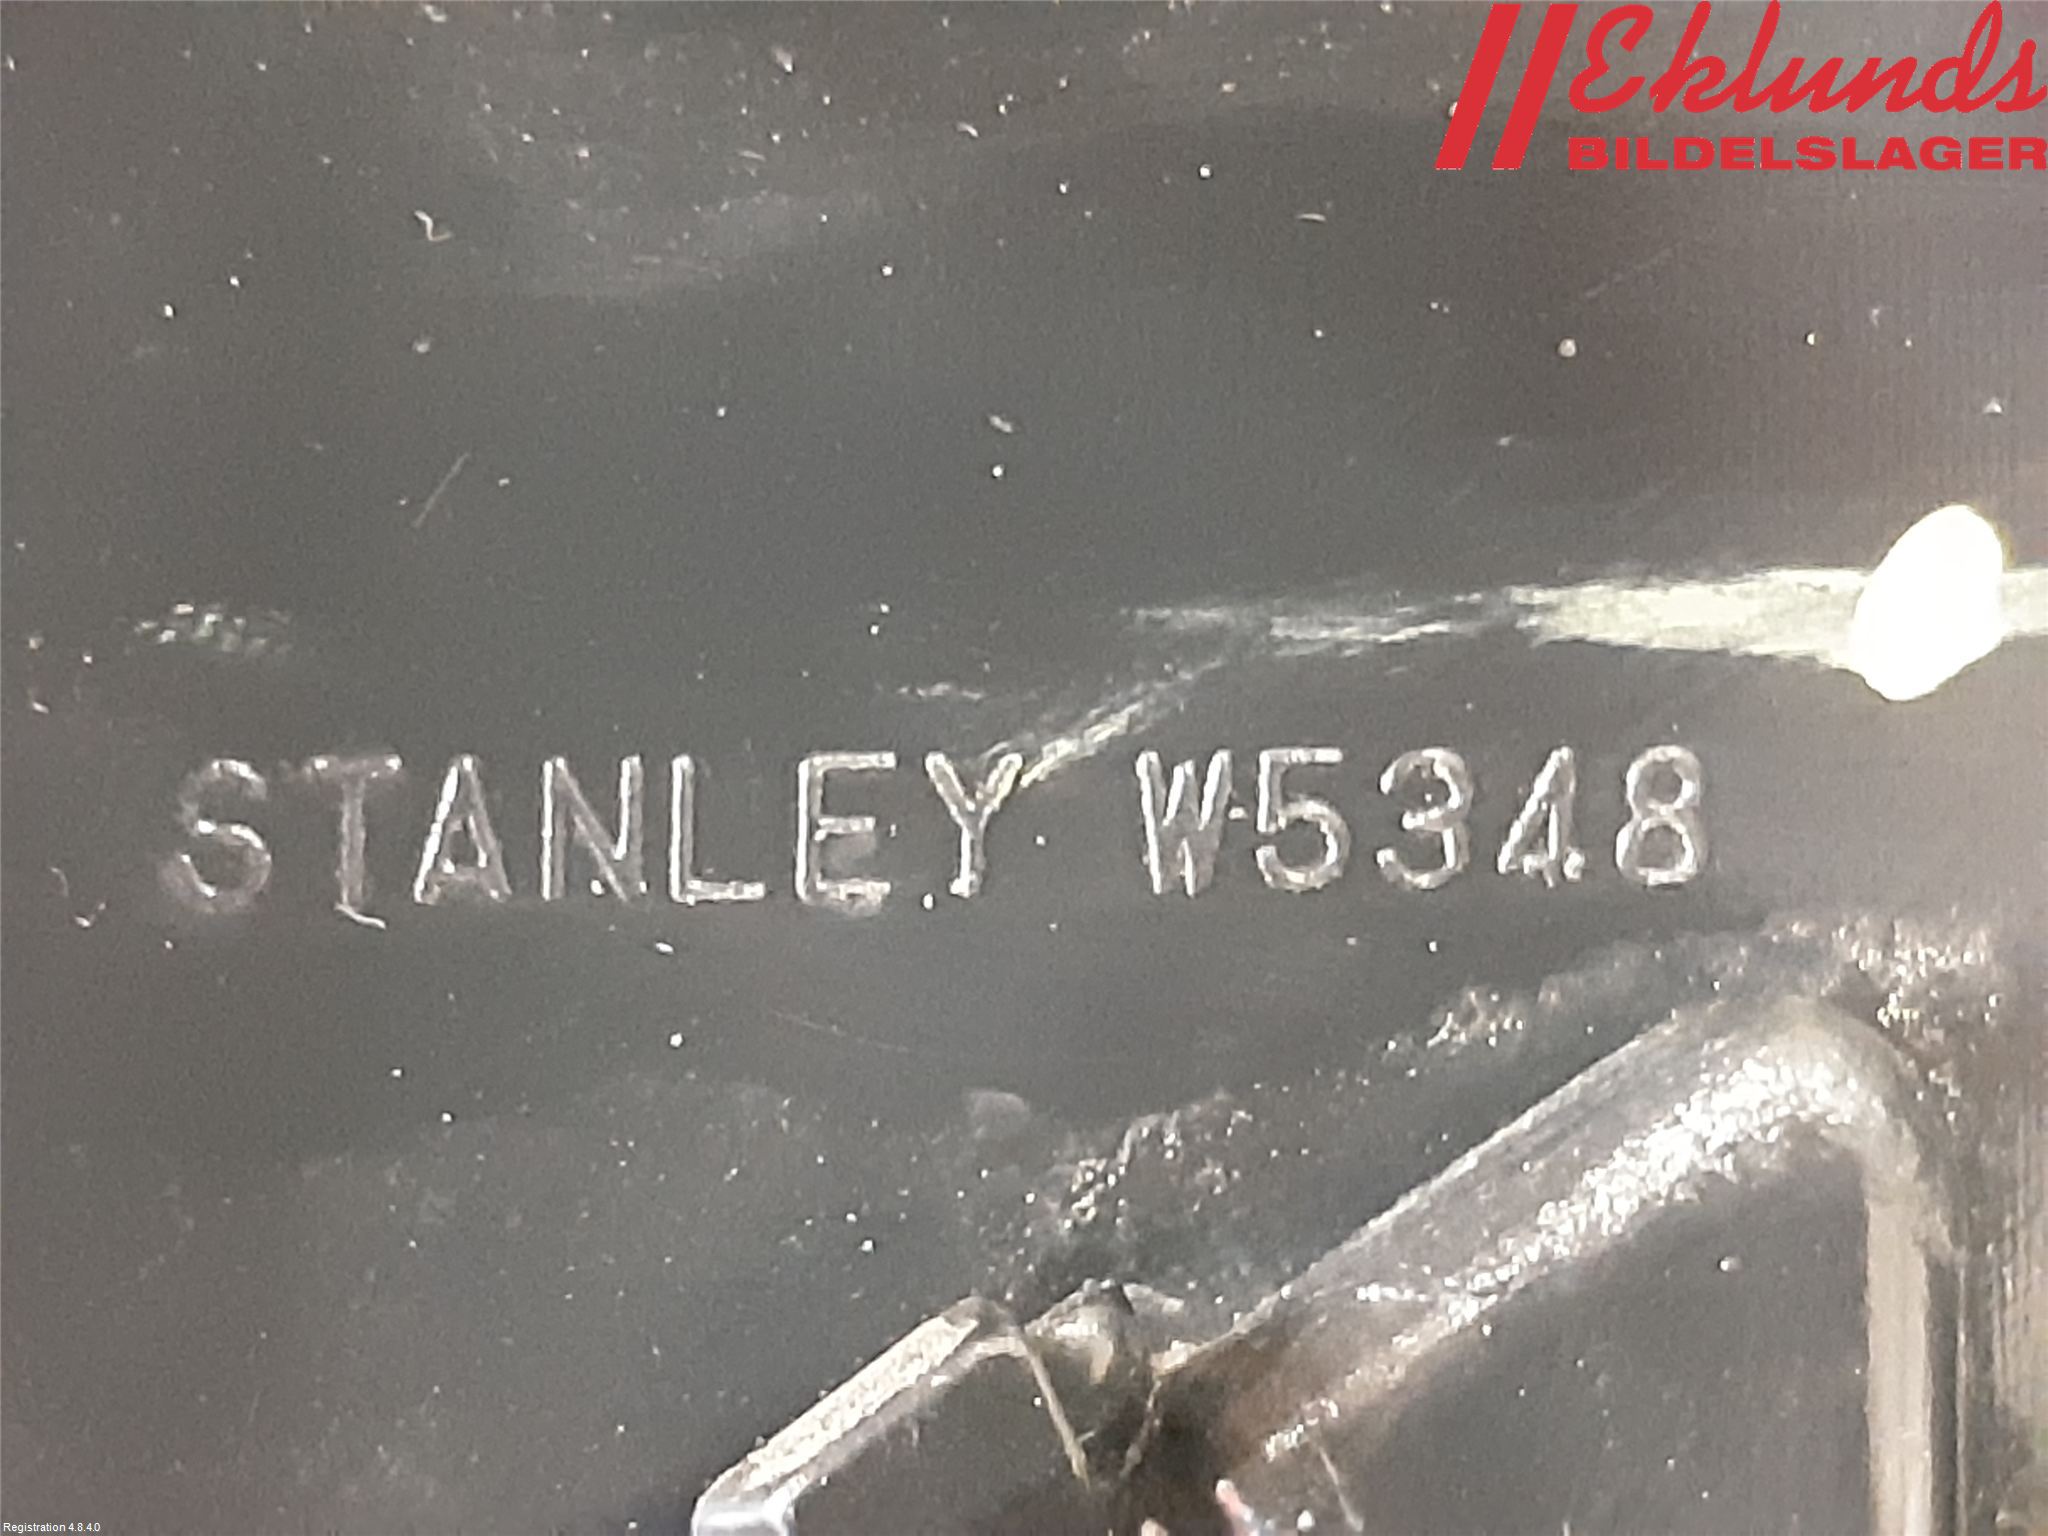 Eklunds
BILDELSLAGER
STANLEY W5348
Registration 4.8.4.0